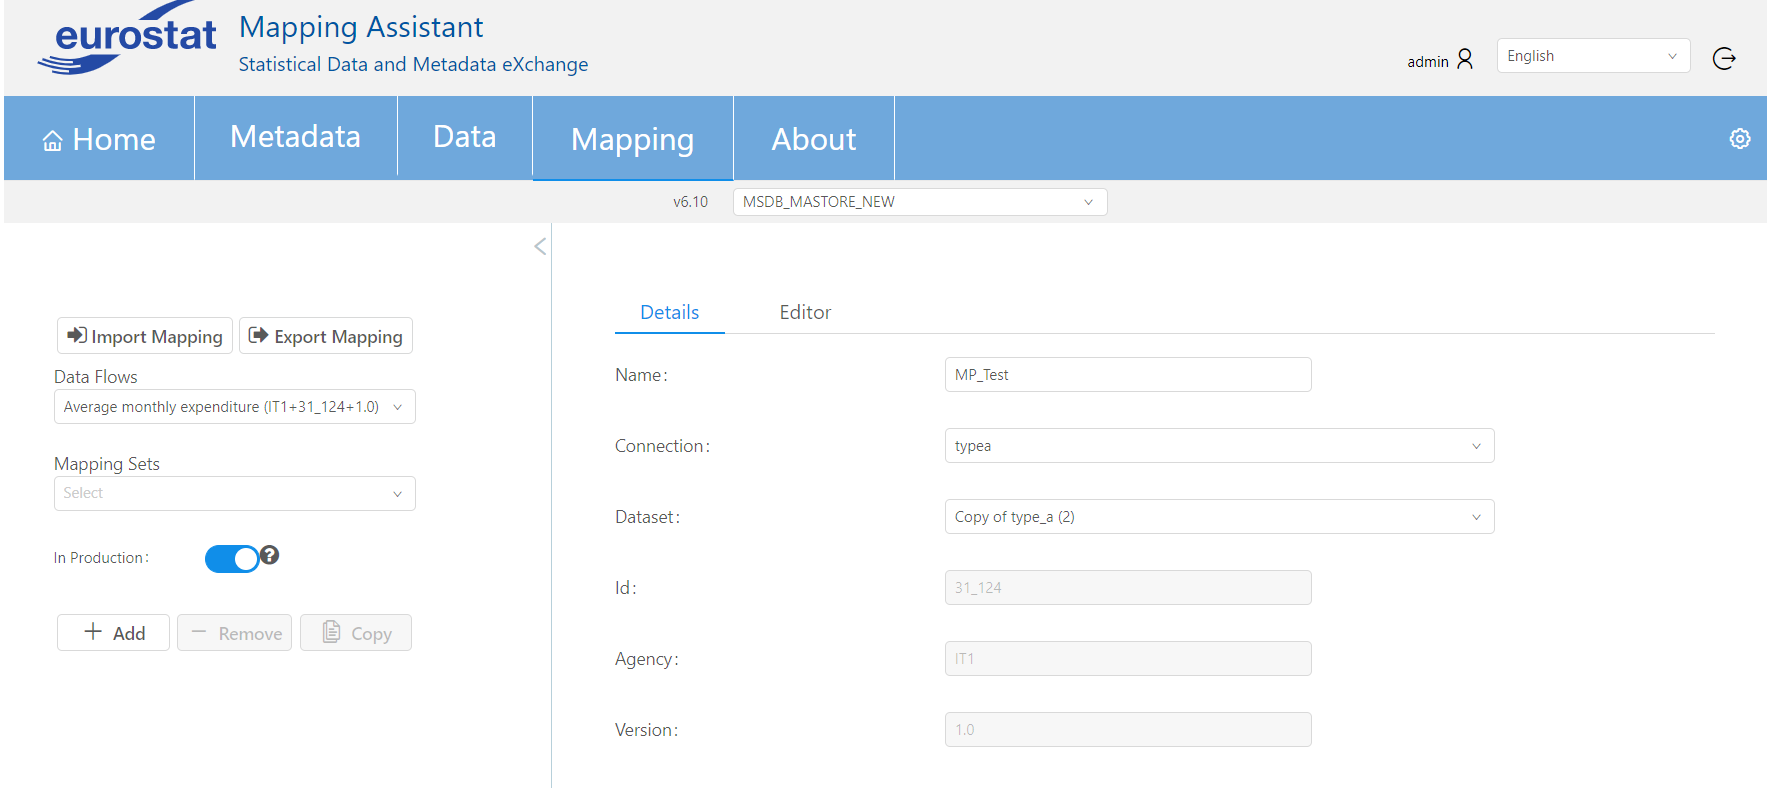 eurostat
Mapping Assistant
Statistical Data and Metadata eXchange
admin
English
Home
Metadata
Data
Mapping
About
v6.10
MSDB_MASTORE_NEW
Import Mapping
Export Mapping
Data Flows
Average monthly expenditure (IT1+31_124+1.0)
Mapping Sets
Select
In Production:
Add
Remove
Copy
Details
Editor
Name:
MP_Test
Connection:
typea
Dataset:
Copy of type_a (2)
Id:
31_124
Agency:
IT1
Version:
1.0